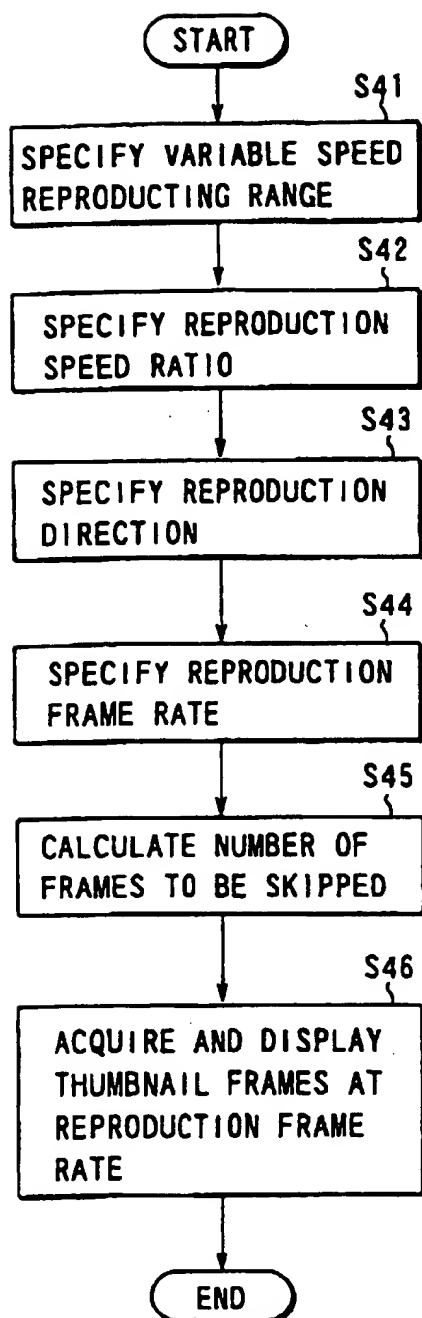 START
S41
SPECIFY VARIABLE SPEED
REPRODUCTING RANGE
S42
SPECIFY REPRODUCTION
SPEED RATIO
S43
SPECIFY REPRODUCTION
DIRECTION
S44
SPECIFY REPRODUCTION
FRAME RATE
S45
CALCULATE NUMBER OF
FRAMES TO BE SKIPPED
S46
ACQUIRE AND DISPLAY
THUMBNAIL FRAMES AT
REPRODUCTION FRAME
RATE
END